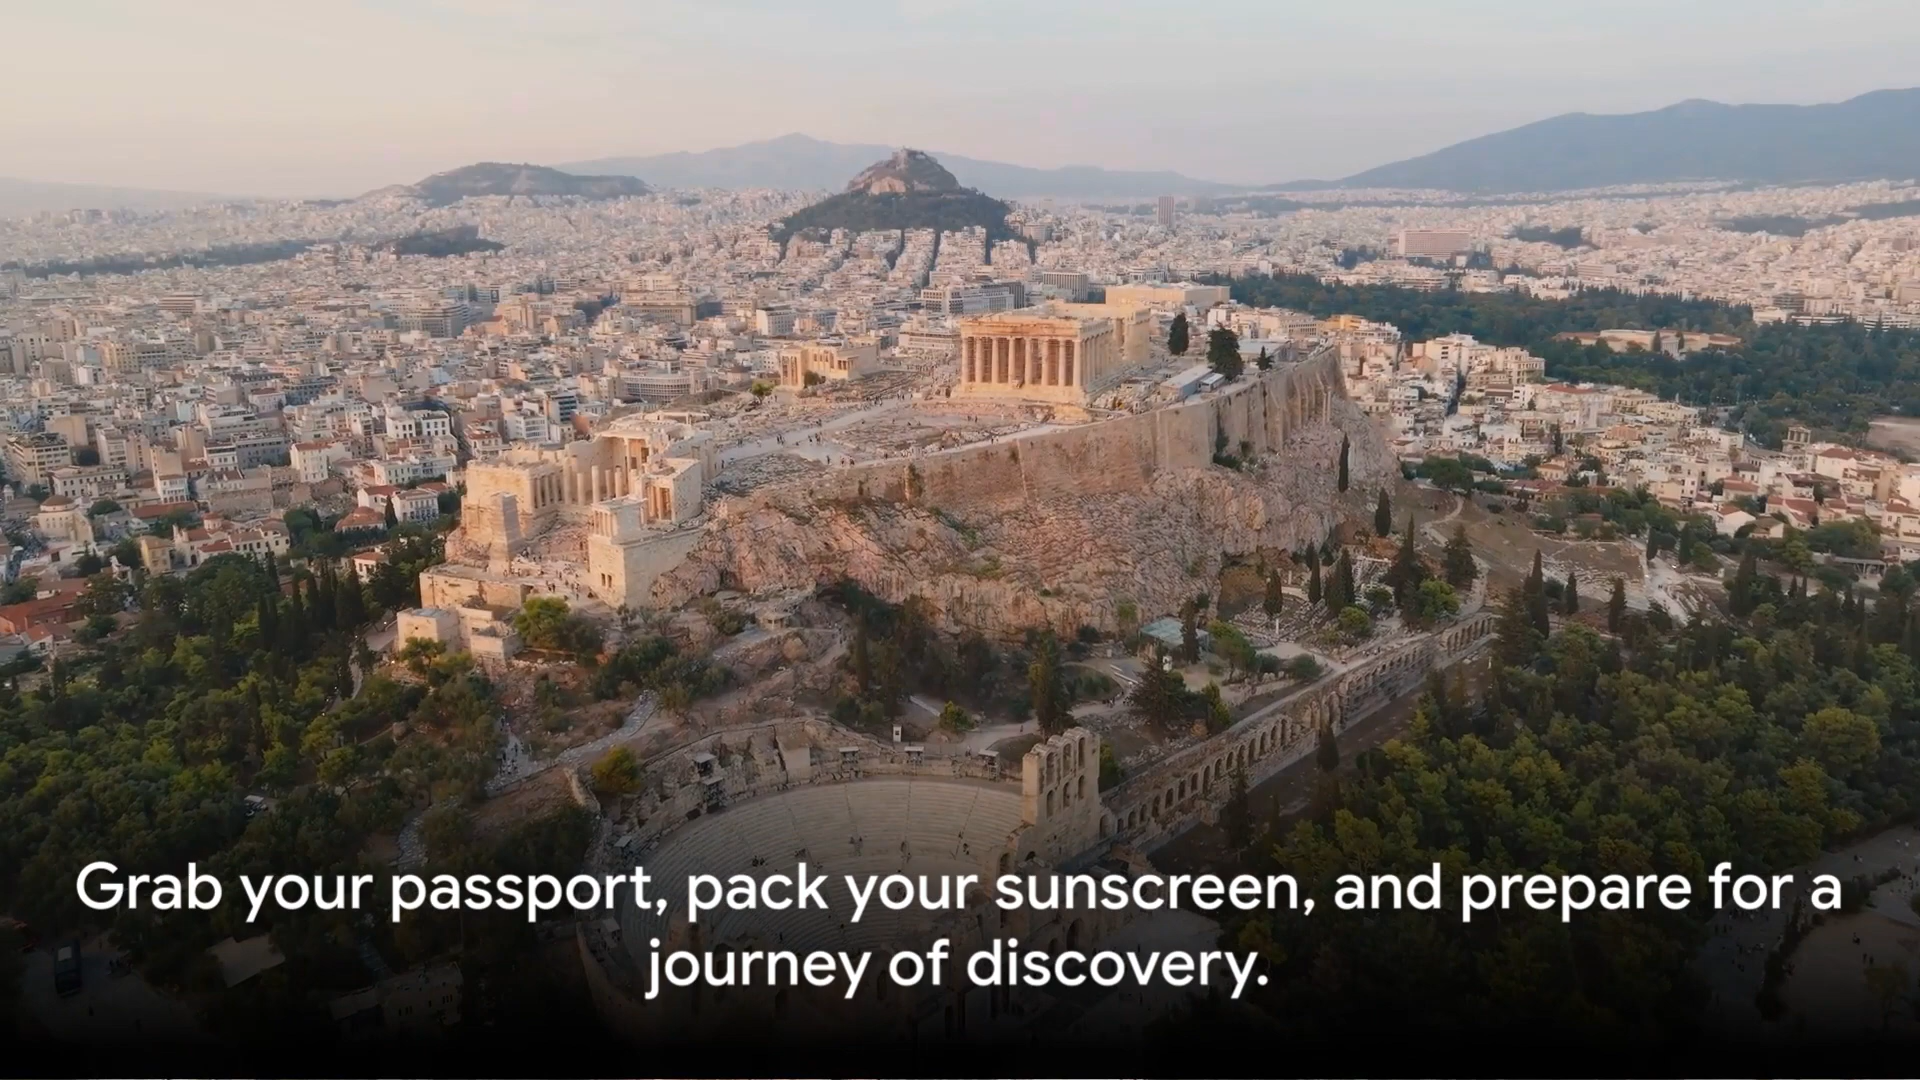 Grab your passport, pack your sunscreen, and prepare for a
journey of discovery.